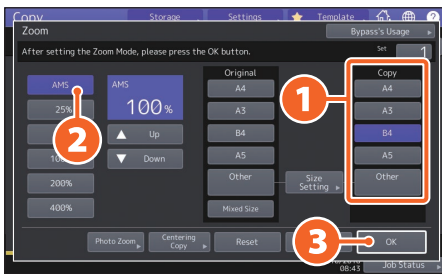 Copy
Storage
Settings
Template
Zoom
Bypass's Usage
After setting the Zoom Mode, please press the OK button.
Set
1
AMS
25%
200%
400%
AMS
100 %
Up
Down
Original
A4
A3
B4
A5
Other
Mixed Size
Size
Setting
Copy
A4
A3
B4
A5
Other
1
2
3
Photo Zoom
Centering
Copy
Reset
OK
08:43
Job Status